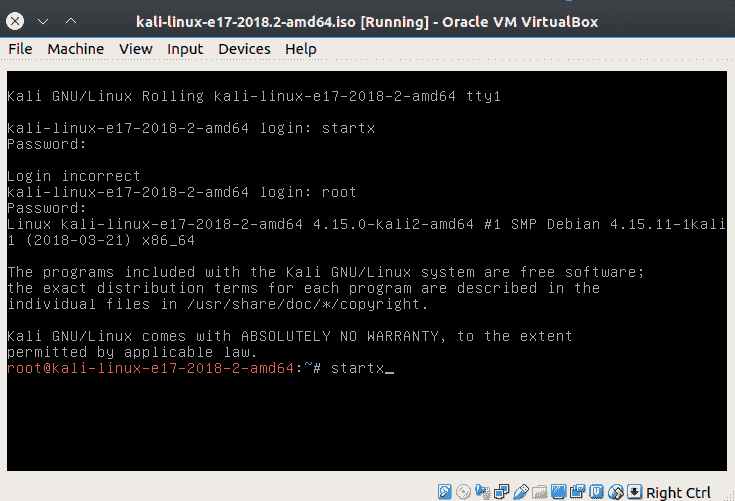 kali-linux-e17-2018.2-amd64.iso [Running] - Oracle VM VirtualBox
File Machine View Input Devices Help
Kali GNU/Linux Rolling kali-linux-e17-2018-2-amd64 tty1
kali-linux-e17-2018-2-amd64 login: startx
Password:
Login incorrect
kali-linux-e17-2018-2-amd64 login: root
Password:
Linux kali-linux-e17-2018-2-amd64 4.15.0-kali2-amd64 #1 SMP Debian 4.15.11-1kali
1 (2018-03-21) x86_64
The programs included with the Kali GNU/Linux system are free software;
the exact distribution terms for each program are described in the
individual files in /usr/share/doc/*/copyright.
Kali GNU/Linux comes with ABSOLUTELY NO WARRANTY, to the extent
permitted by applicable law.
root@kali-linux-e17-2018-2-amd64:~# startx_
Right Ctrl